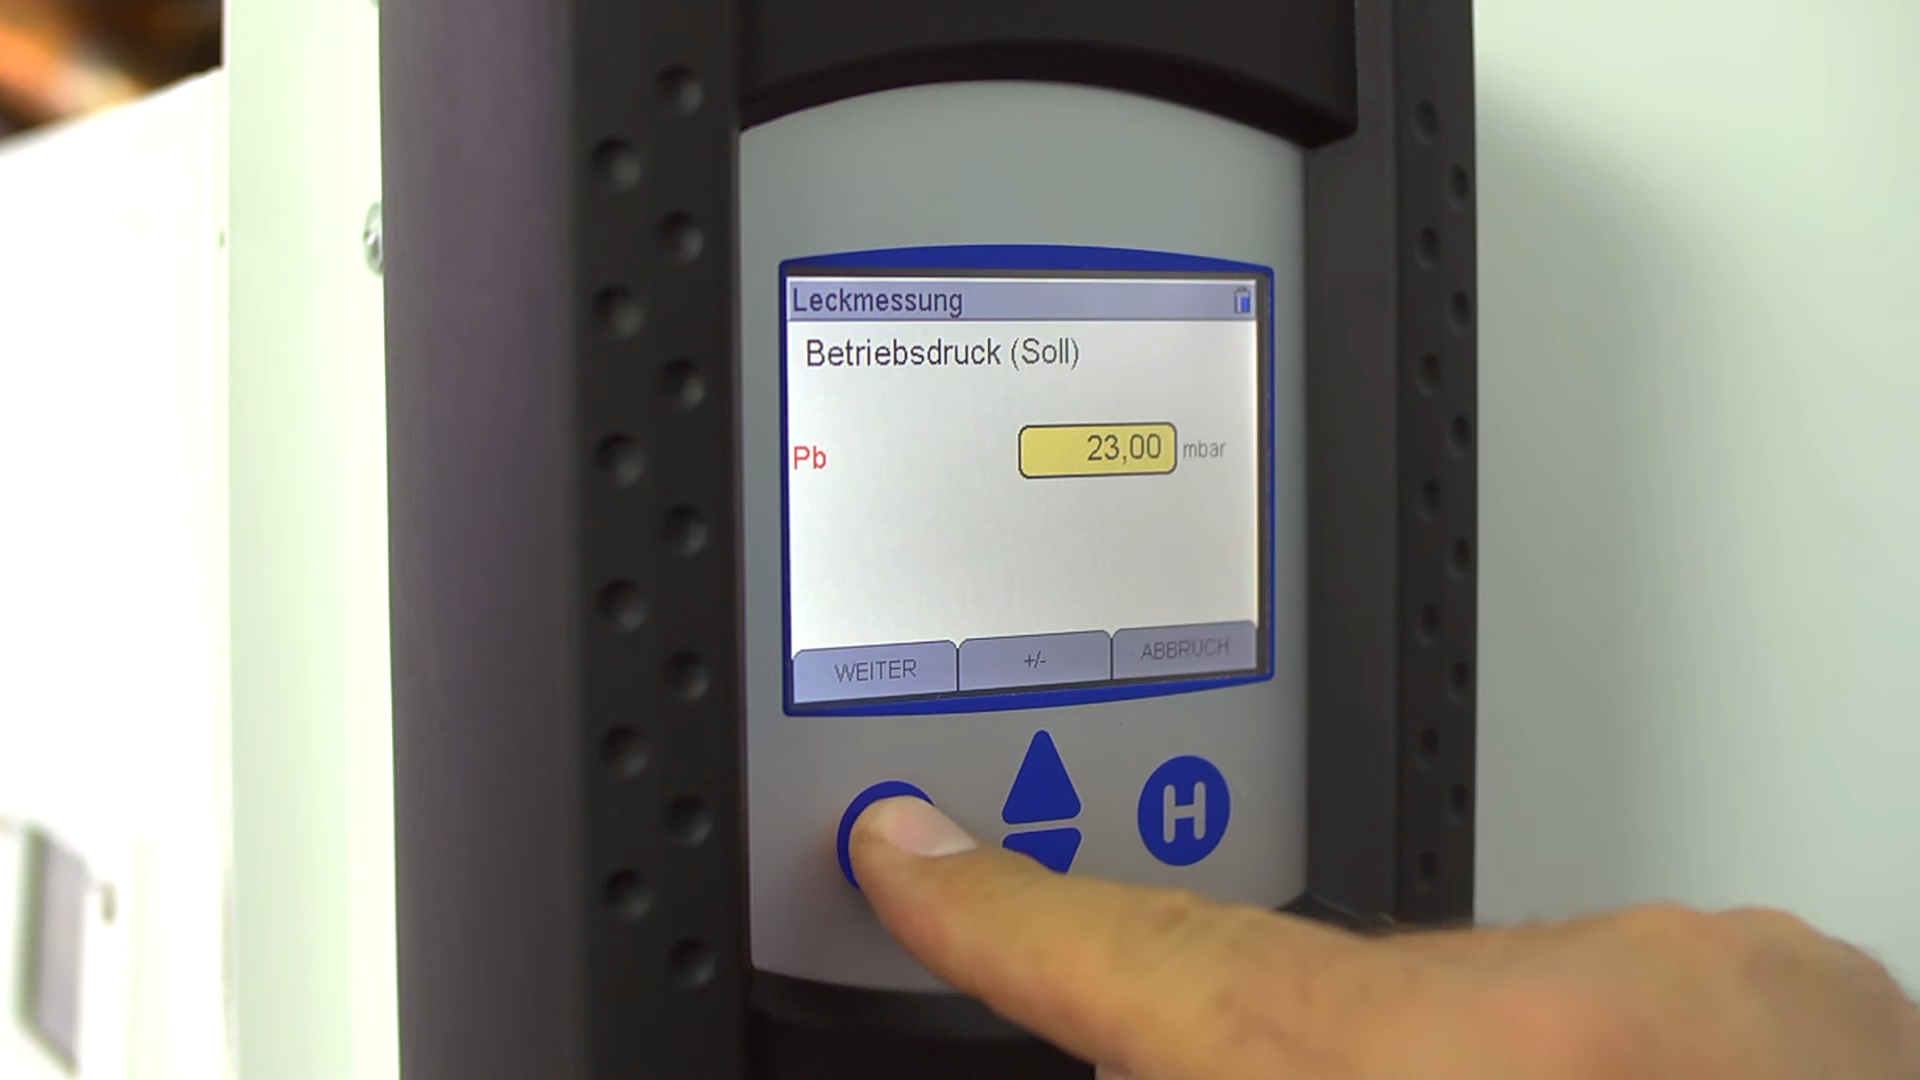 Leckmessung
Betriebsdruck (Soll)
Pb 23,00 mbar
WEITER +/- ABBRUCH
H